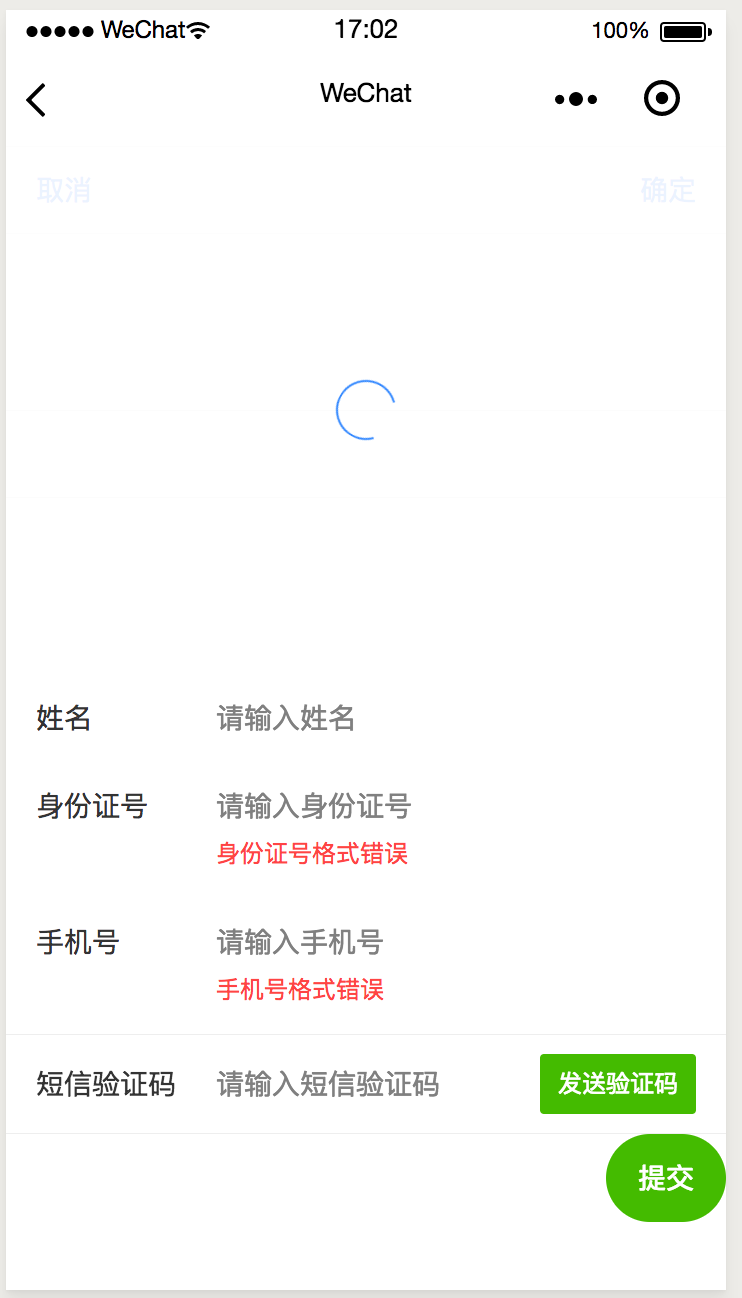 ●●●●● WeChat 17:02 100%
WeChat
取消 确定
姓名 请输入姓名
身份证号 请输入身份证号
身份证号格式错误
手机号 请输入手机号
手机号格式错误
短信验证码 请输入短信验证码 发送验证码
提交